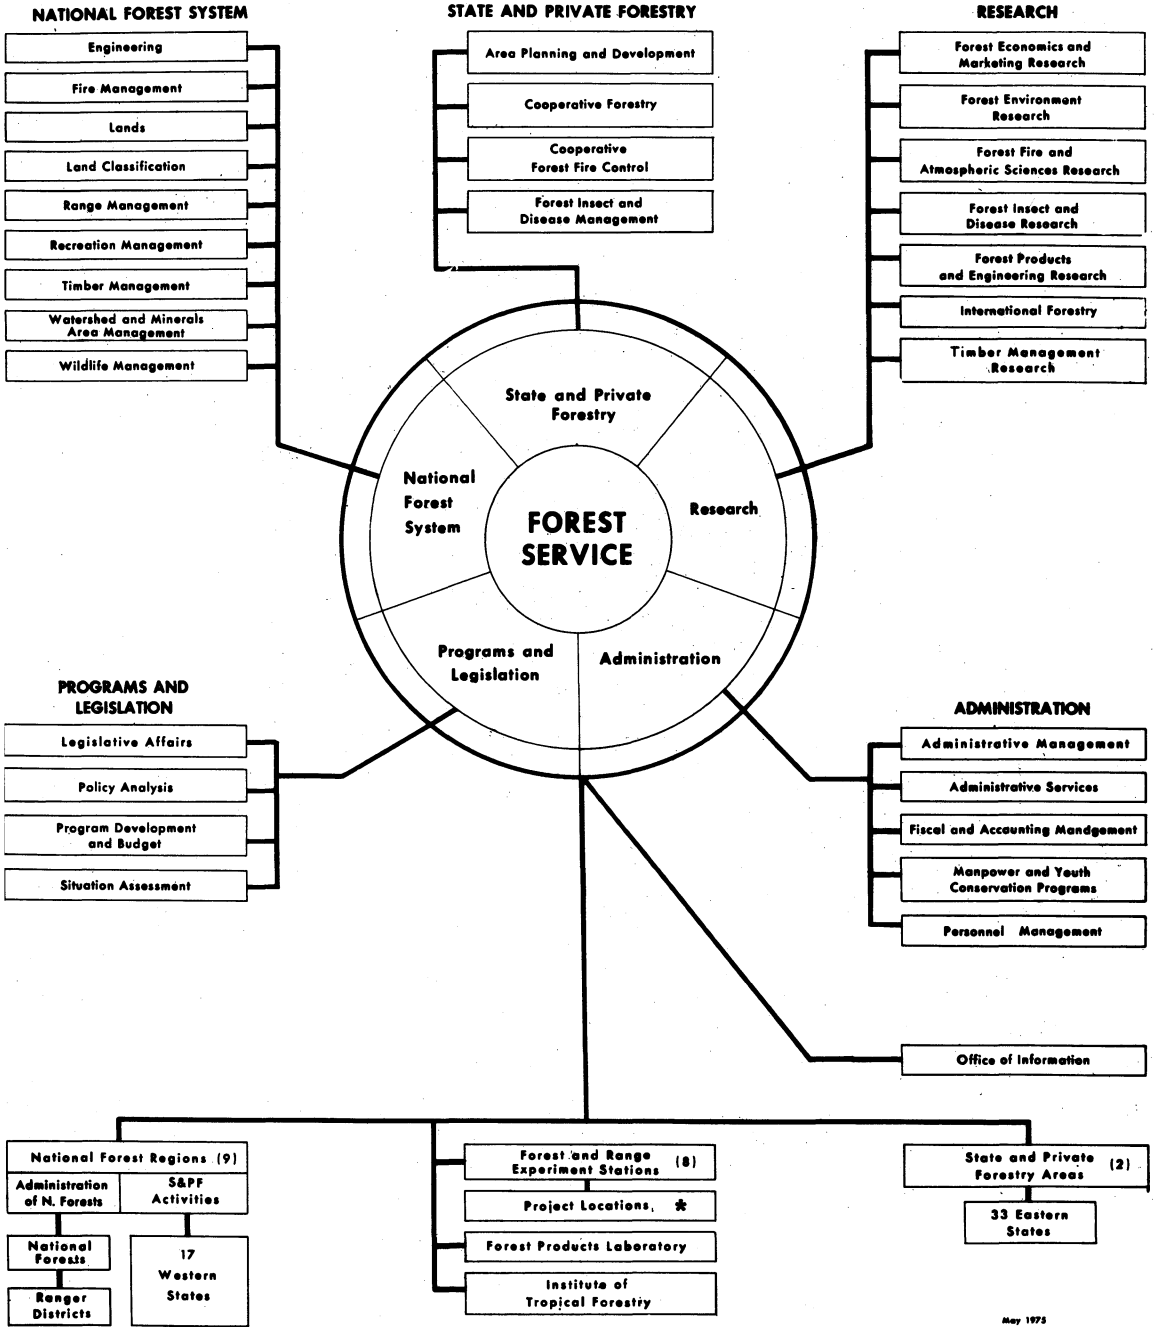 NATIONAL FOREST SYSTEM
Engineering
Fire Management
Lands
Land Classification
Range Management
Recreation Management
Timber Management
Watershed and Minerals
Area Management
Wildlife Management
STATE AND PRIVATE FORESTRY
Area Planning and Development
Cooperative Forestry
Cooperative
Forest Fire Control
Forest Insect and
Disease Management
RESEARCH
Forest Economics and
Marketing Research
Forest Environment
Research
Forest Fire and
Atmospheric Sciences Research
Forest Insect and
Disease Research
Forest Products
and Engineering Research
International Forestry
Timber Management
Research
State and Private
Forestry
National
Forest
System
Research
FOREST
SERVICE
Programs and
Legislation
Administration
PROGRAMS AND
LEGISLATION
Legislative Affairs
Policy Analysis
Program Development
and Budget
Situation Assessment
ADMINISTRATION
Administrative Management
Administrative Services
Fiscal and Accounting Mandgement
Manpower and Youth
Conservation Programs
Personnel Management
Office of Information
National Forest Regions (9)
Administration
of N. Forests
S&PF
Activities
National
Forests
Ranger
Districts
17
Western
States
Forest and Range
Experiment Stations (8)
Project Locations *
Forest Products Laboratory
Institute of
Tropical Forestry
State and Private
Forestry Areas (2)
33 Eastern
States
May 1975